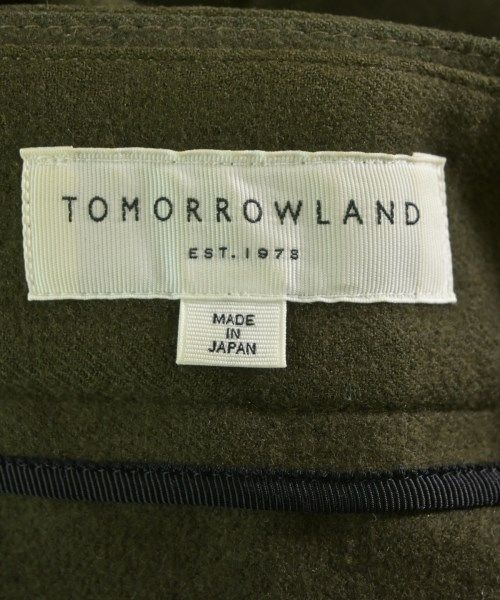 TOMORROWLAND
EST. 1978
MADE
IN
JAPAN